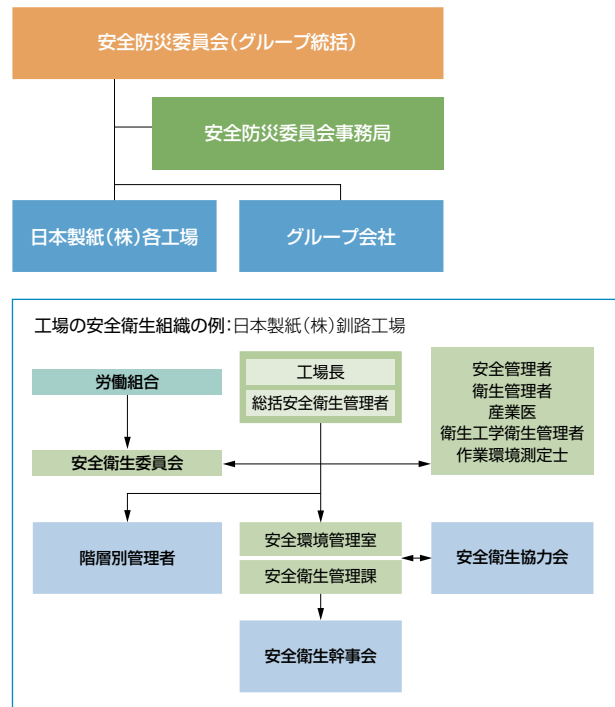 安全防災委員会(グループ統括)
安全防災委員会事務局
日本製紙(株)各工場
グループ会社
工場の安全衛生組織の例:日本製紙(株)釧路工場
労働組合
工場長
総括安全衛生管理者
安全管理者
衛生管理者
産業医
衛生工学衛生管理者
作業環境測定士
安全衛生委員会
階層別管理者
安全環境管理室
安全衛生管理課
安全衛生協力会
安全衛生幹事会